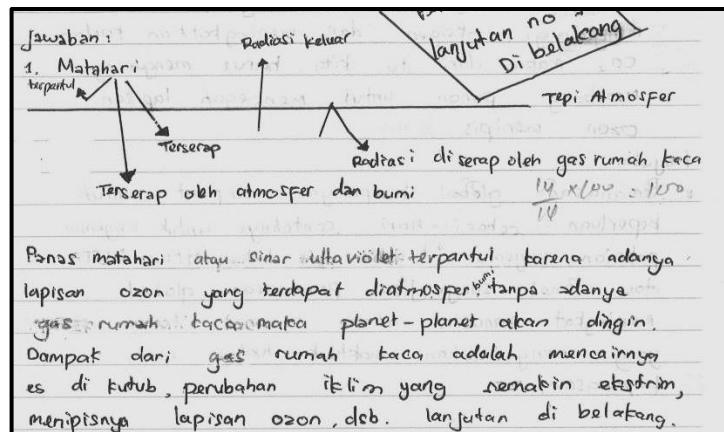 Jawaban :
lanjutan no
Di belakang
1. Matahari
Radiasi keluar
terpantul
Tepi Atmosfer
Terserap
Radiasi diserap oleh gas rumah kaca
Terserap oleh atmosfer dan bumi
14/14 x 100 = 100
Panas matahari atau sinar ultaviolet terpantul karena adanya
lapisan ozon yang terdapat diatmosfer bumi. tanpa adanya
gas rumah kaca maka planet-planet akan dingin.
Dampak dari gas rumah kaca adalah mencairnya
es di kutub, perubahan iklim yang semakin ekstrim,
menipisnya lapisan ozon, dsb. lanjutan di belakang.